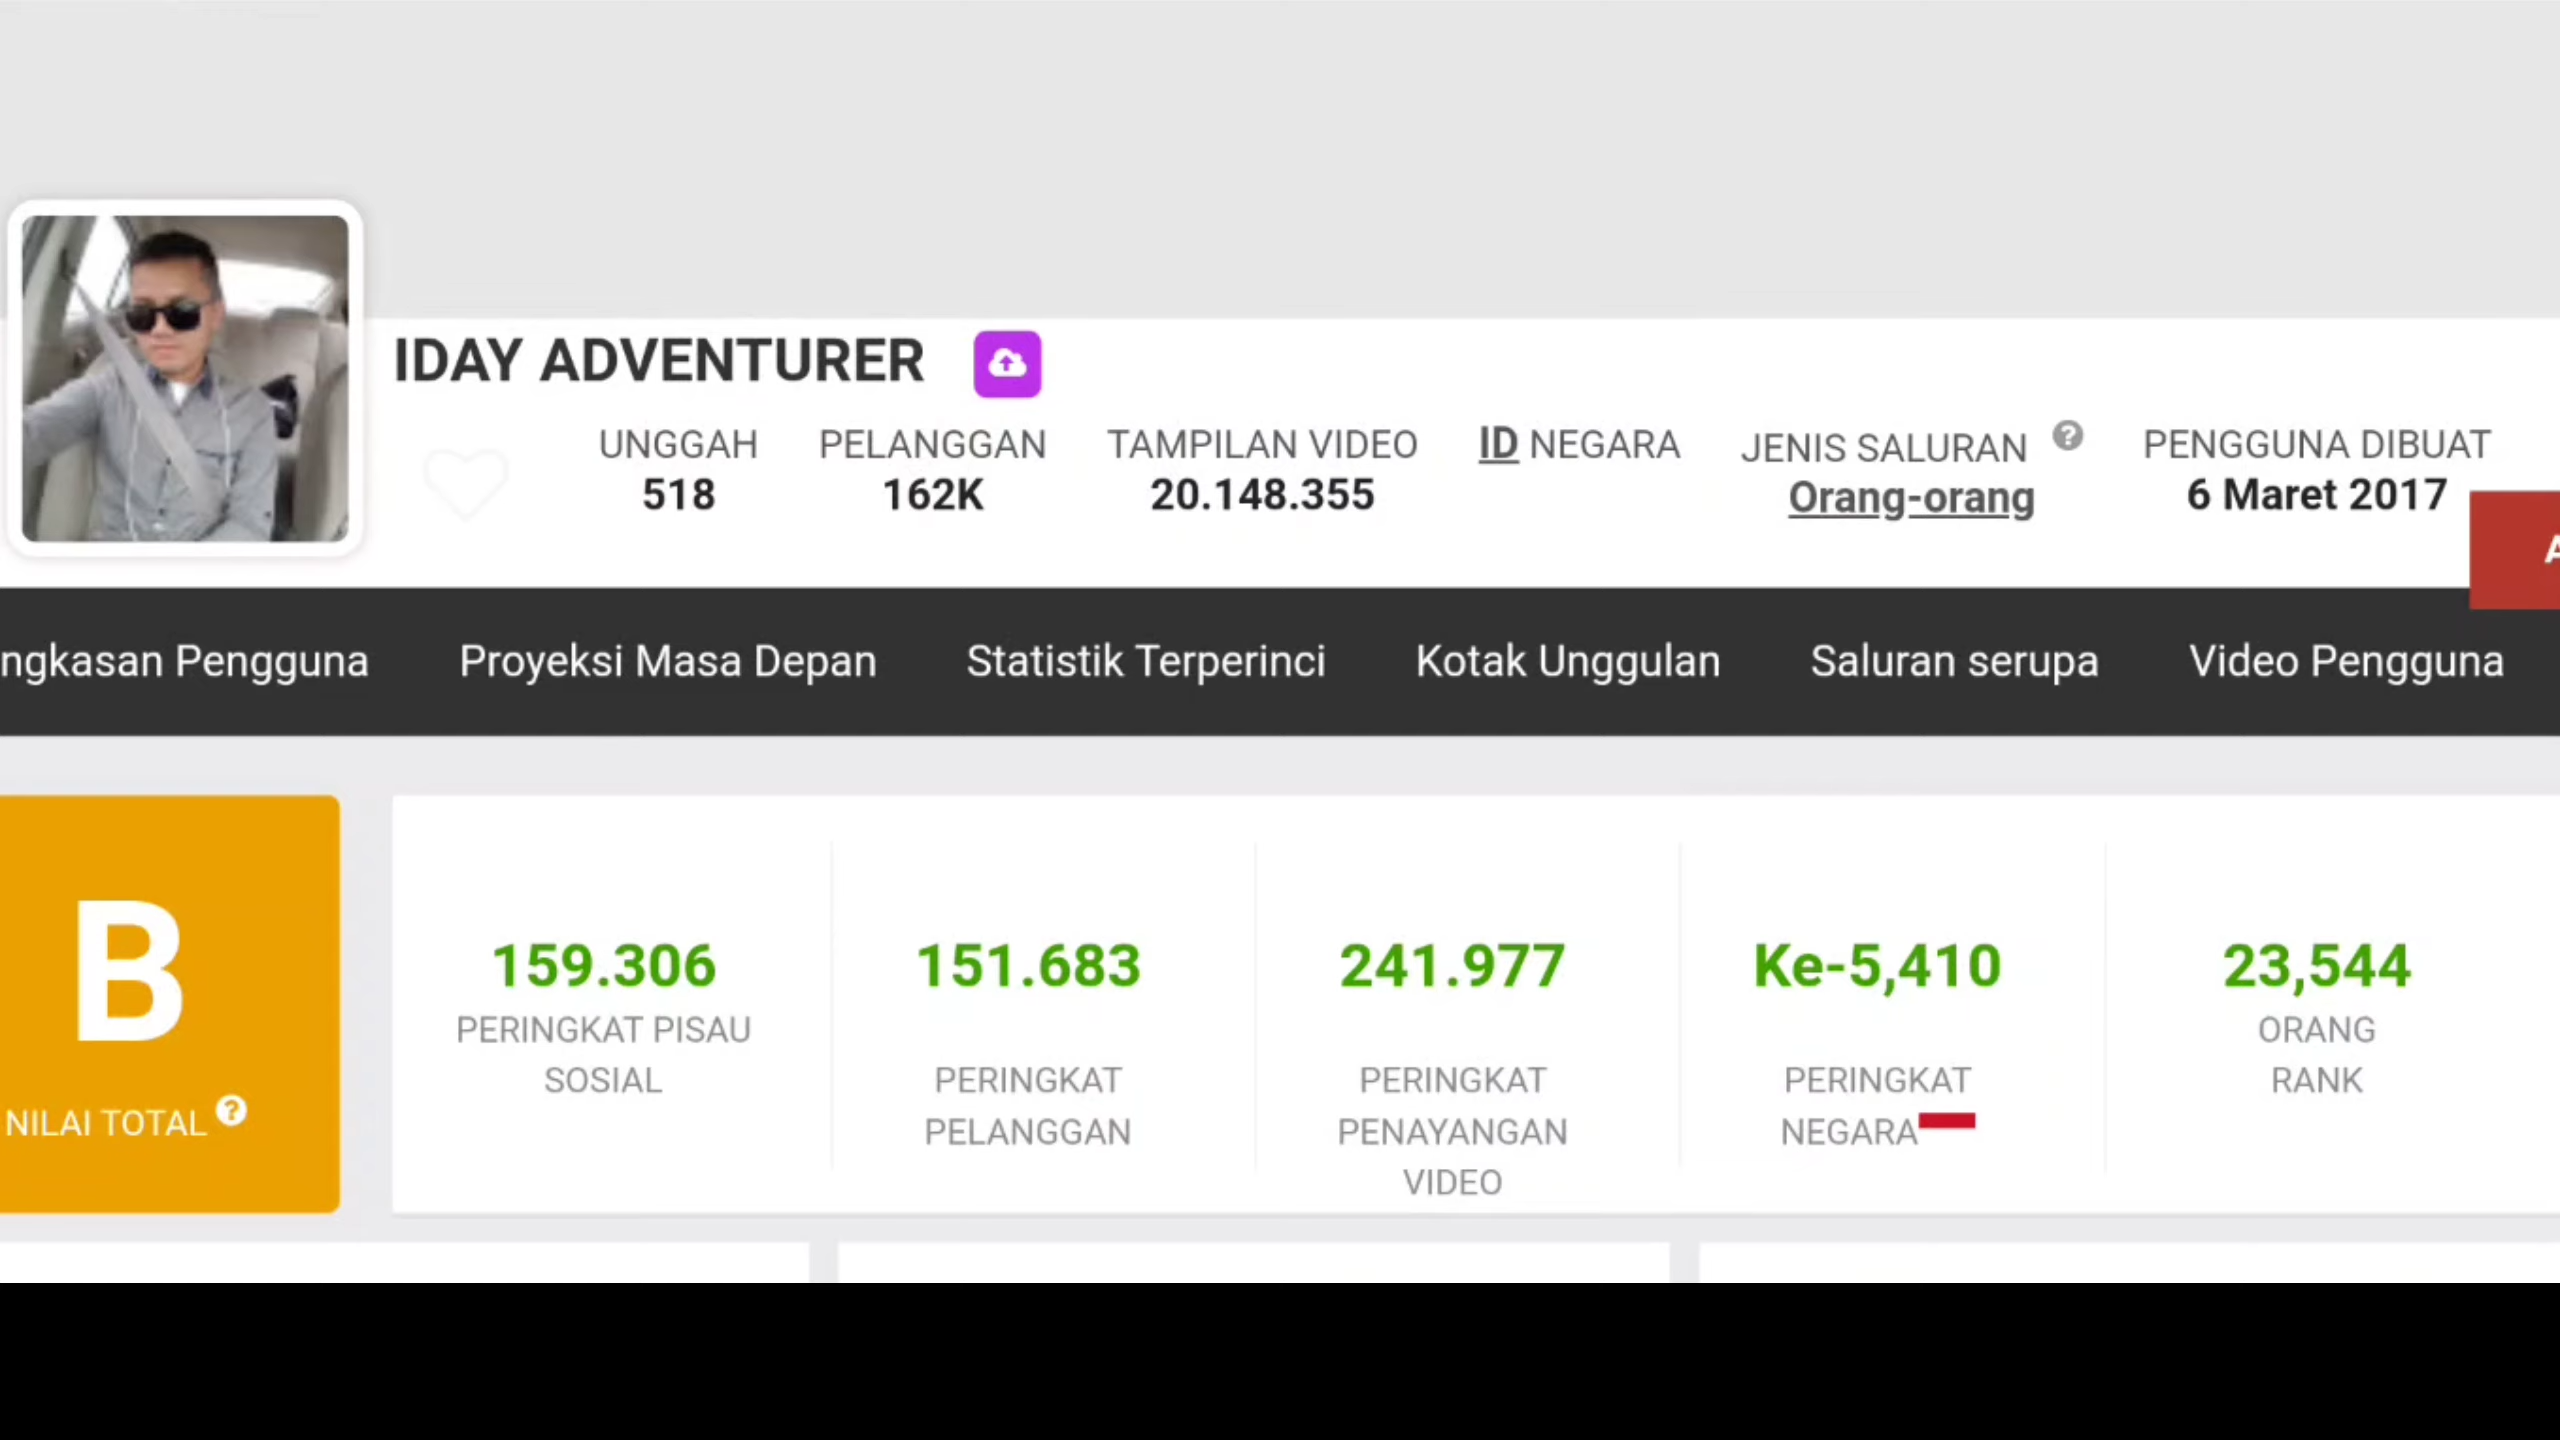 IDAY ADVENTURER
UNGGAH PELANGGAN TAMPILAN VIDEO ID NEGARA JENIS SALURAN ? PENGGUNA DIBUAT
518 162K 20.148.355 Orang-orang 6 Maret 2017
A
ngkasan Pengguna Proyeksi Masa Depan Statistik Terperinci Kotak Unggulan Saluran serupa Video Pengguna
B
NILAI TOTAL ?
159.306
PERINGKAT PISAU
SOSIAL
151.683
PERINGKAT
PELANGGAN
241.977
PERINGKAT
PENAYANGAN
VIDEO
Ke-5,410
PERINGKAT
NEGARA
23,544
ORANG
RANK